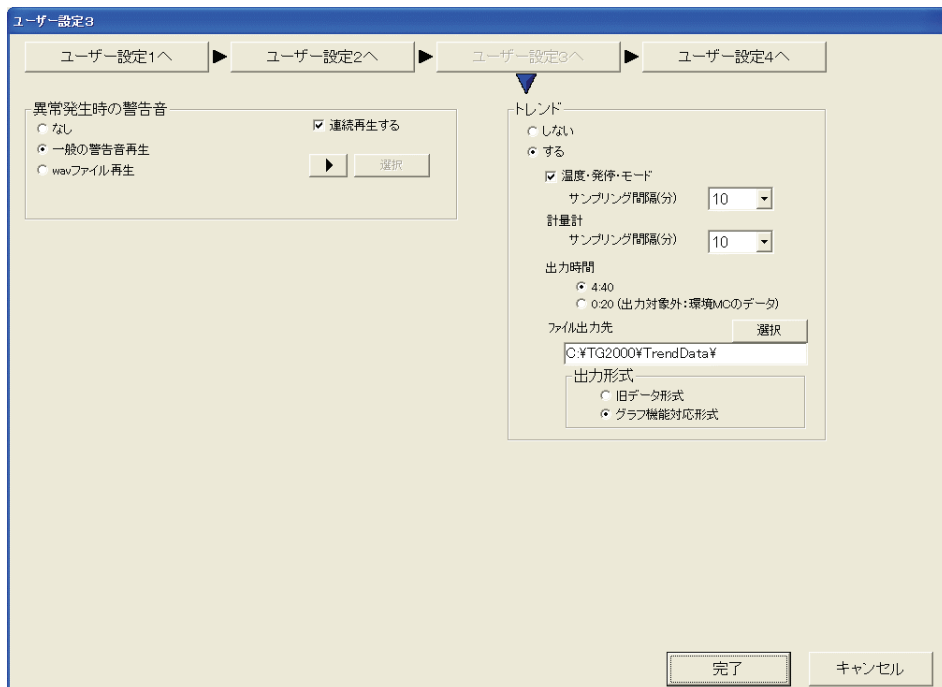 ユーザー設定3
ユーザー設定1へ
ユーザー設定2へ
ユーザー設定3へ
ユーザー設定4へ
異常発生時の警告音
なし
連続再生する
一般の警告音再生
wavファイル再生
選択
トレンド
しない
する
温度・発停・モード
サンプリング間隔(分)
10
計量計
サンプリング間隔(分)
10
出力時間
4:40
0:20 (出力対象外:環境MCのデータ)
ファイル出力先
選択
C:¥TG2000¥TrendData¥
出力形式
旧データ形式
グラフ機能対応形式
完了
キャンセル